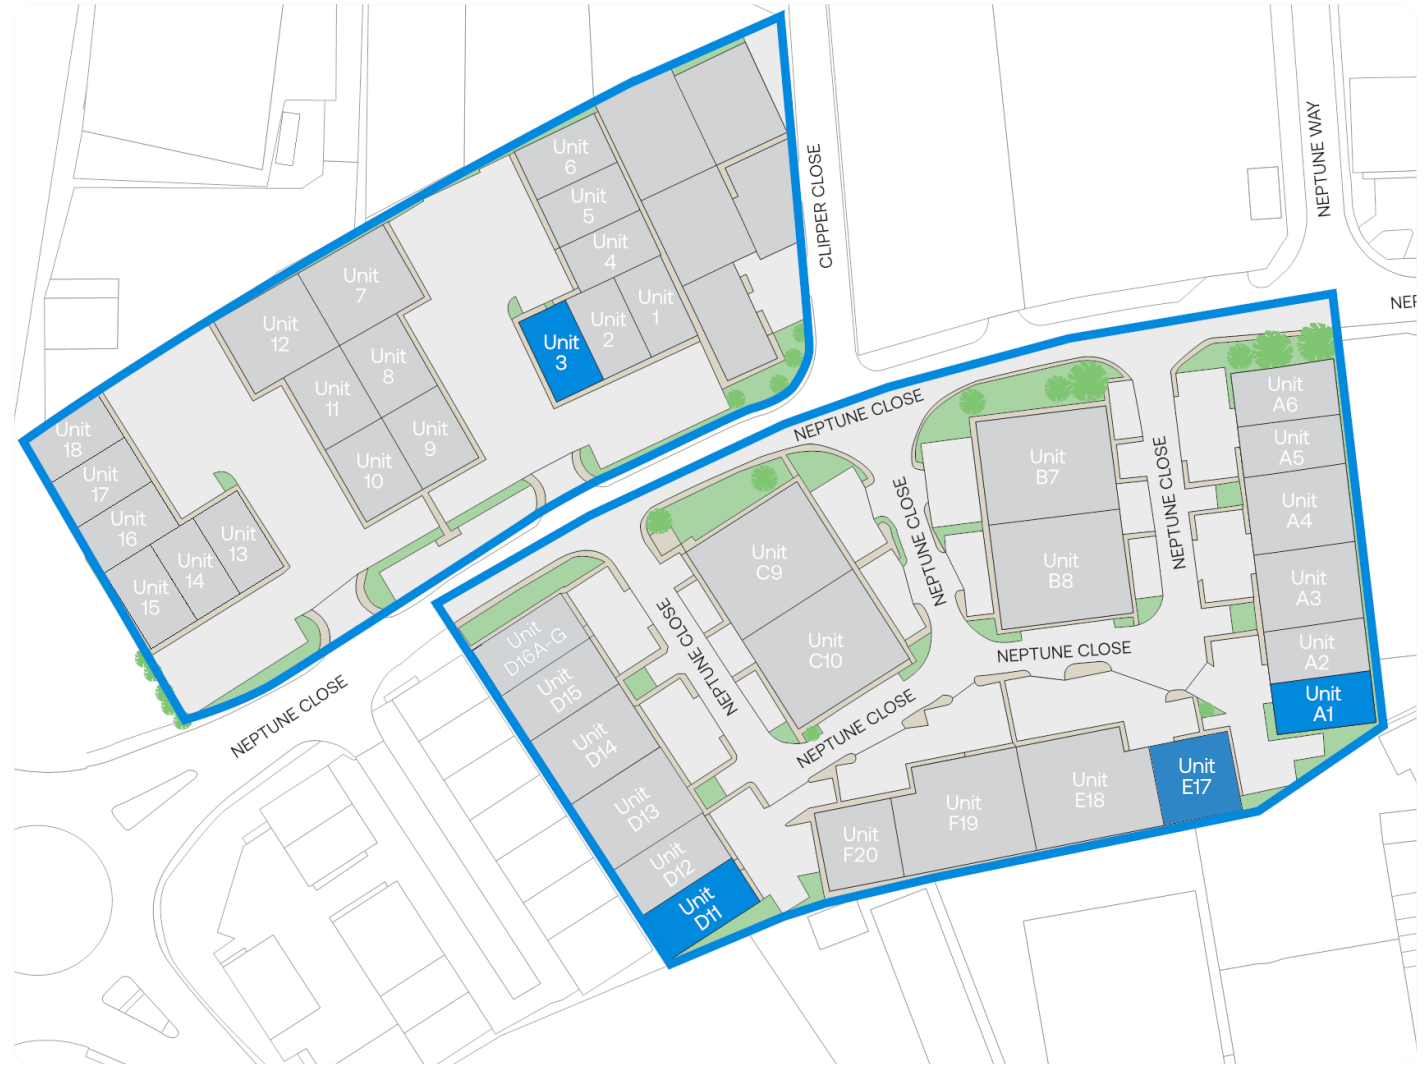 Unit
6
Unit
5
Unit
4
Unit
1
Unit
2
Unit
3
Unit
7
Unit
12
Unit
8
Unit
11
Unit
9
Unit
10
Unit
18
Unit
17
Unit
16
Unit
13
Unit
14
Unit
15
CLIPPER CLOSE
NEPTUNE WAY
NEP
NEPTUNE CLOSE
NEPTUNE CLOSE
NEPTUNE CLOSE
NEPTUNE CLOSE
NEPTUNE CLOSE
NEPTUNE CLOSE
NEPTUNE CLOSE
Unit
A6
Unit
A5
Unit
A4
Unit
A3
Unit
A2
Unit
A1
Unit
B7
Unit
B8
Unit
C9
Unit
C10
Unit
D16A-G
Unit
D15
Unit
D14
Unit
D13
Unit
D12
Unit
D11
Unit
E17
Unit
E18
Unit
F19
Unit
F20